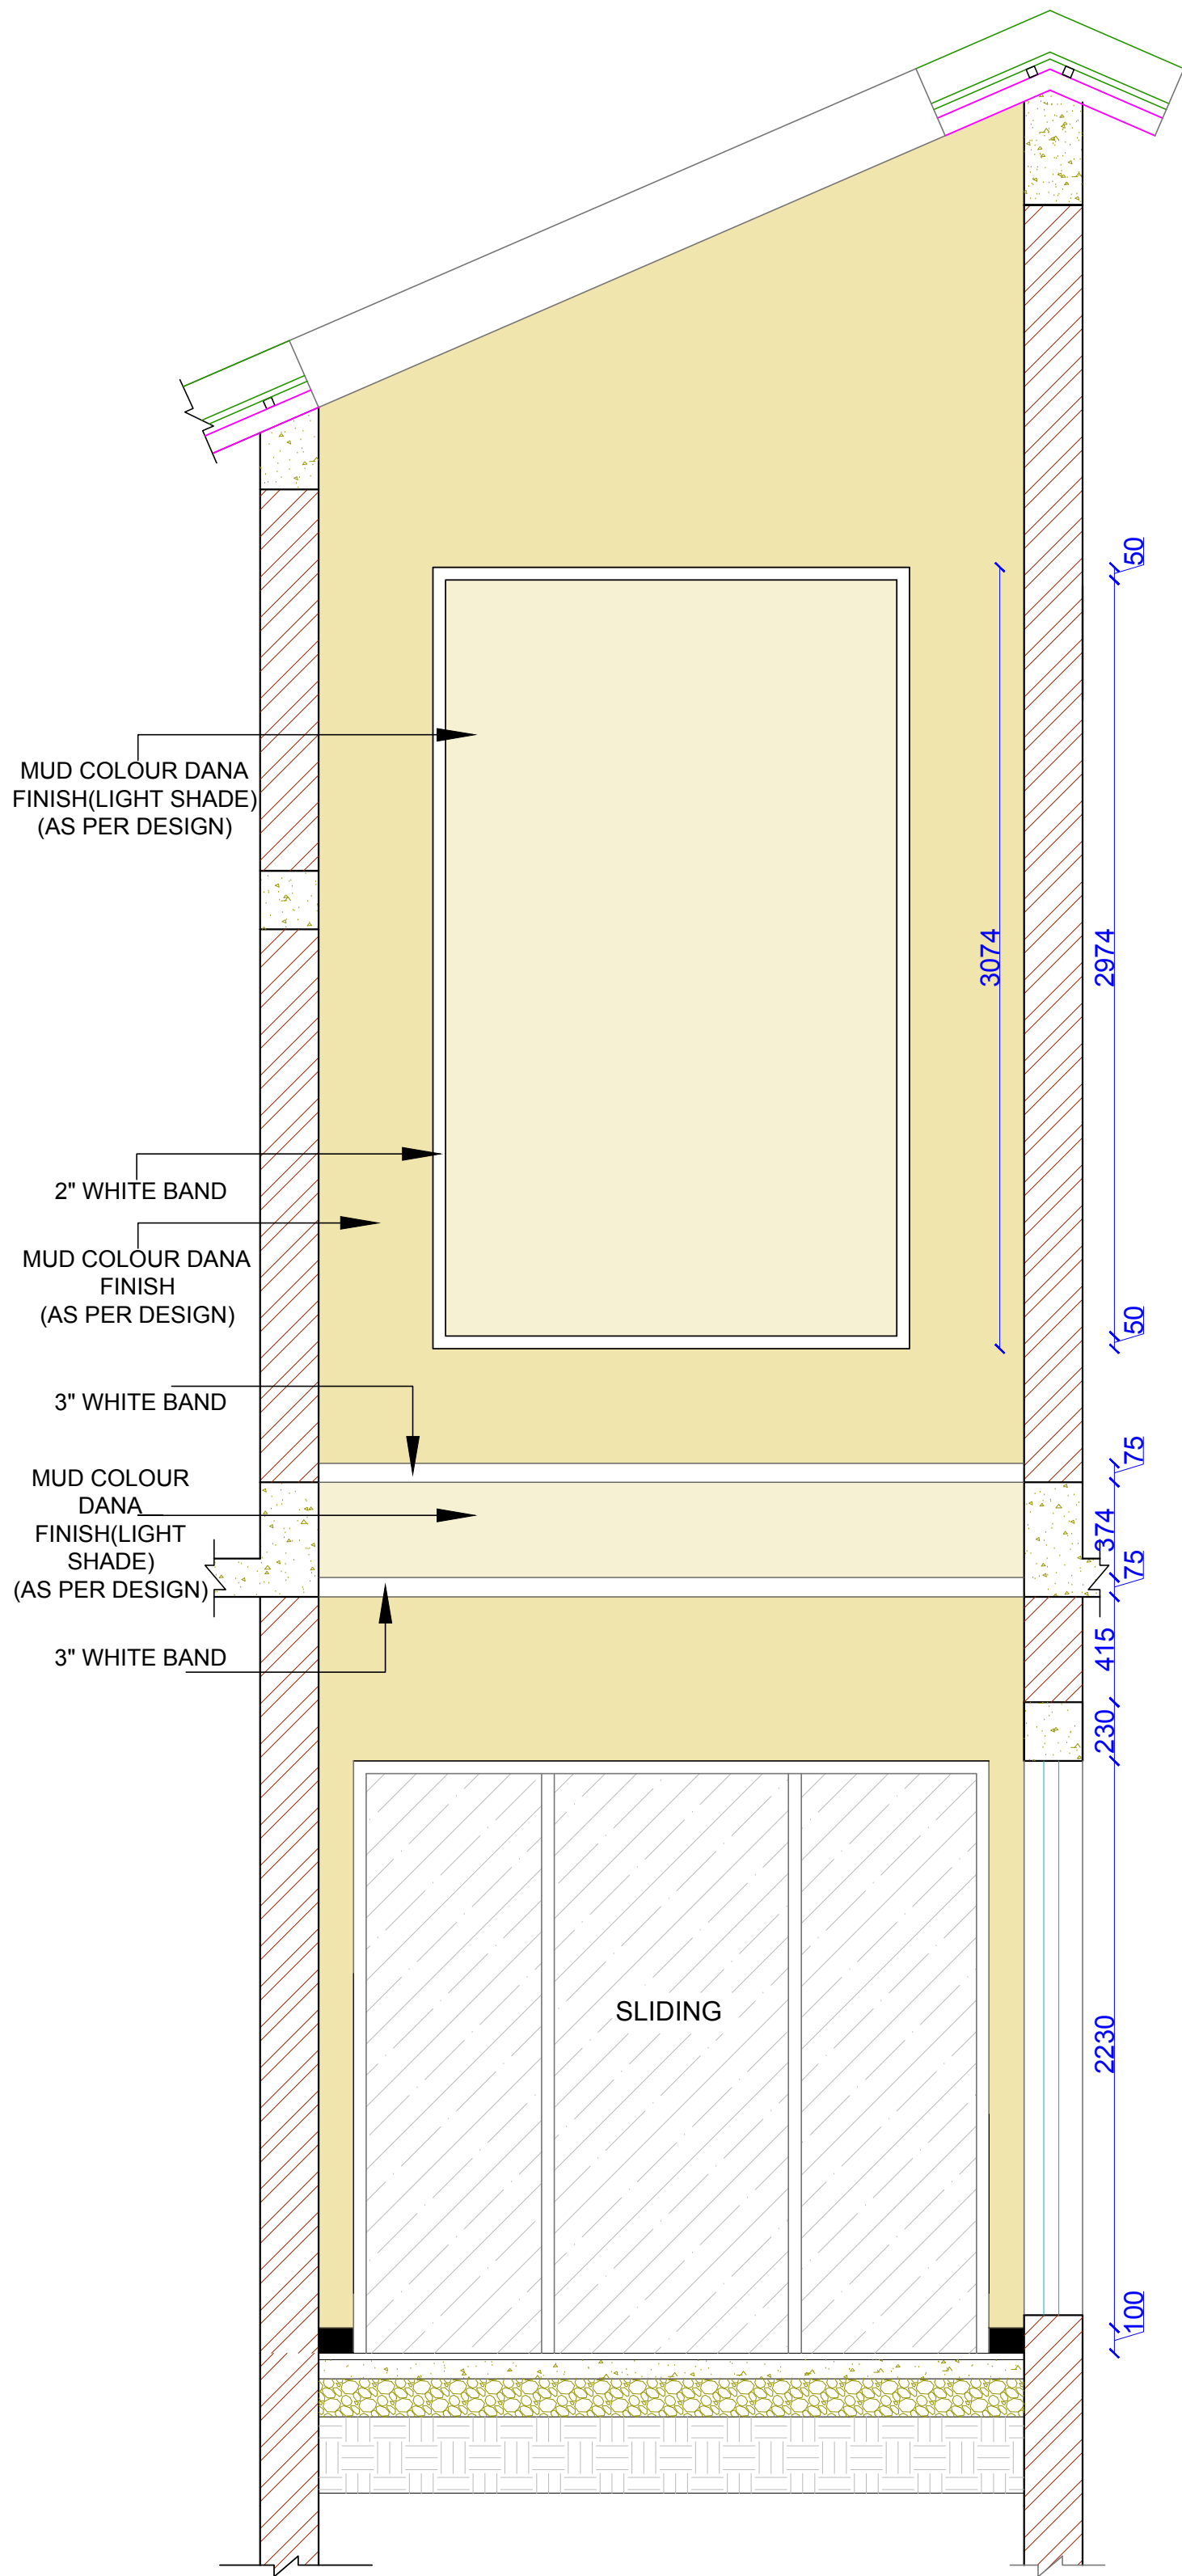 50
MUD COLOUR DANA
FINISH(LIGHT SHADE)
(AS PER DESIGN)
3074
2974
2" WHITE BAND
MUD COLOUR DANA
FINISH
(AS PER DESIGN)
50
3" WHITE BAND
75
MUD COLOUR
DANA
FINISH(LIGHT
SHADE)
(AS PER DESIGN)
374
75
3" WHITE BAND
415
230
SLIDING
2230
100